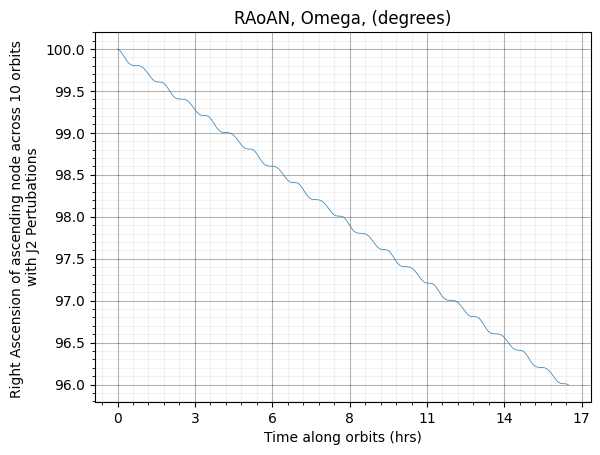 RAoAN, Omega, (degrees)
Right Ascension of ascending node across 10 orbits
with J2 Pertubations
100.0
99.5
99.0
98.5
98.0
97.5
97.0
96.5
96.0
0 3 6 8 11 14 17
Time along orbits (hrs)